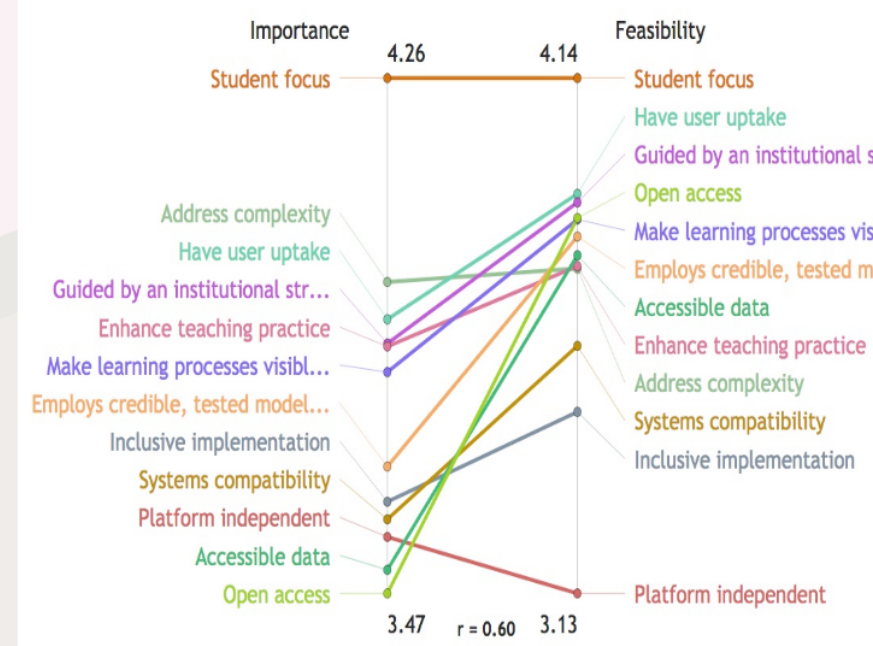 Importance
Feasibility
4.26
4.14
Student focus
Address complexity
Have user uptake
Guided by an institutional str...
Enhance teaching practice
Make learning processes visibl...
Employs credible, tested model...
Inclusive implementation
Systems compatibility
Platform independent
Accessible data
Open access
Student focus
Have user uptake
Guided by an institutional s
Open access
Make learning processes vis
Employs credible, tested m
Accessible data
Enhance teaching practice
Address complexity
Systems compatibility
Inclusive implementation
Platform independent
3.47
r = 0.60
3.13